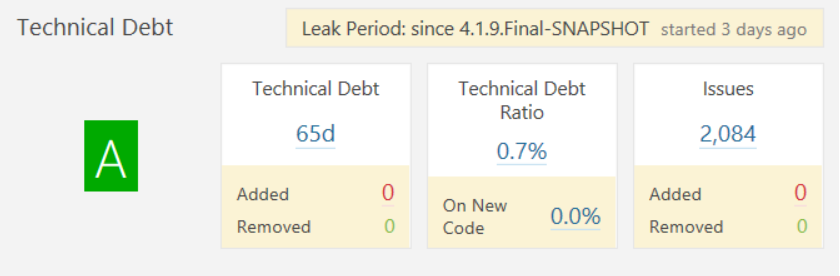 Technical Debt
Leak Period: since 4.1.9.Final-SNAPSHOT started 3 days ago
A
Technical Debt
65d
Added 0
Removed 0
Technical Debt
Ratio
0.7%
On New
Code
0.0%
Issues
2,084
Added 0
Removed 0